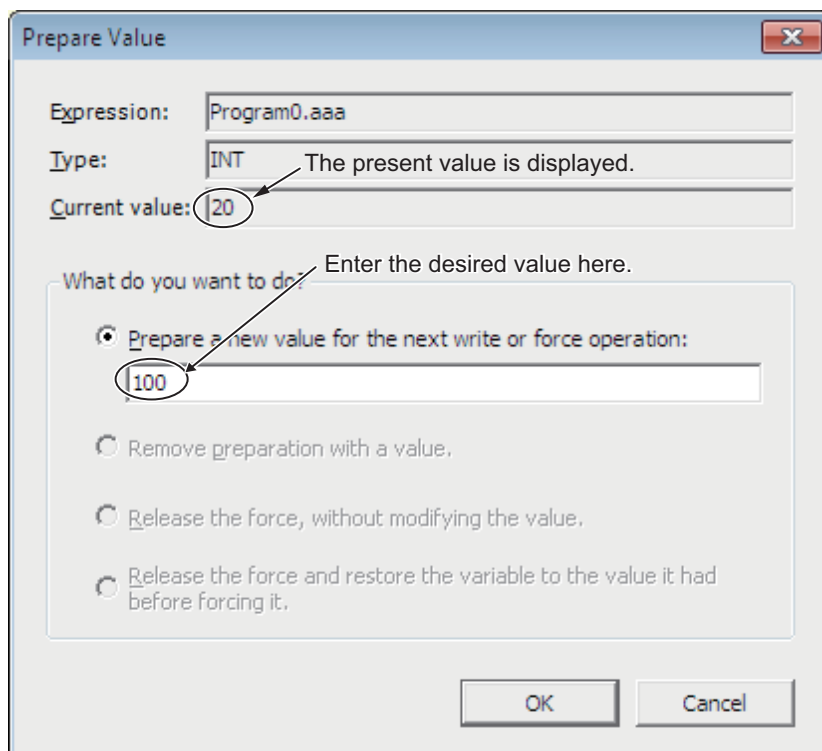 Prepare Value
Expression: Program0.aaa
Type: INT
The present value is displayed.
Current value: 20
Enter the desired value here.
What do you want to do?
Prepare a new value for the next write or force operation:
100
Remove preparation with a value.
Release the force, without modifying the value.
Release the force and restore the variable to the value it had
before forcing it.
OK Cancel